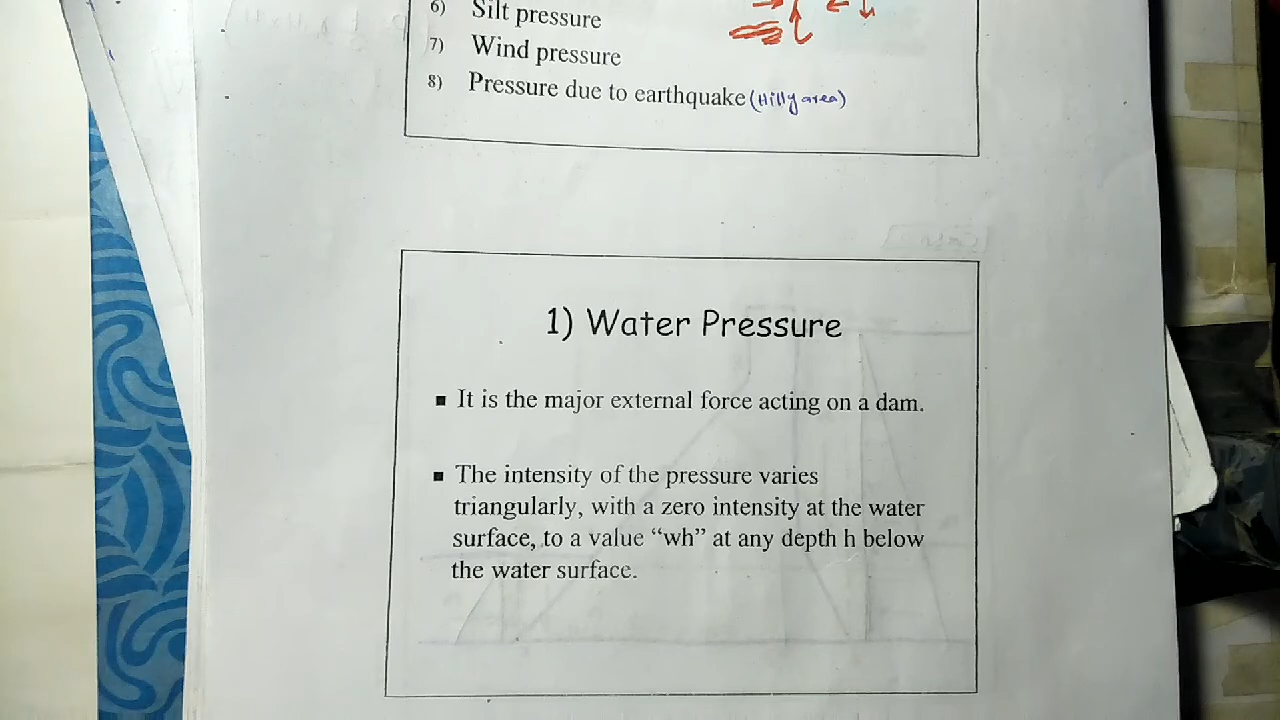 6) Silt pressure
7) Wind pressure
8) Pressure due to earthquake (Hilly area)
1) Water Pressure
▪ It is the major external force acting on a dam.
▪ The intensity of the pressure varies
triangularly, with a zero intensity at the water
surface, to a value “wh” at any depth h below
the water surface.